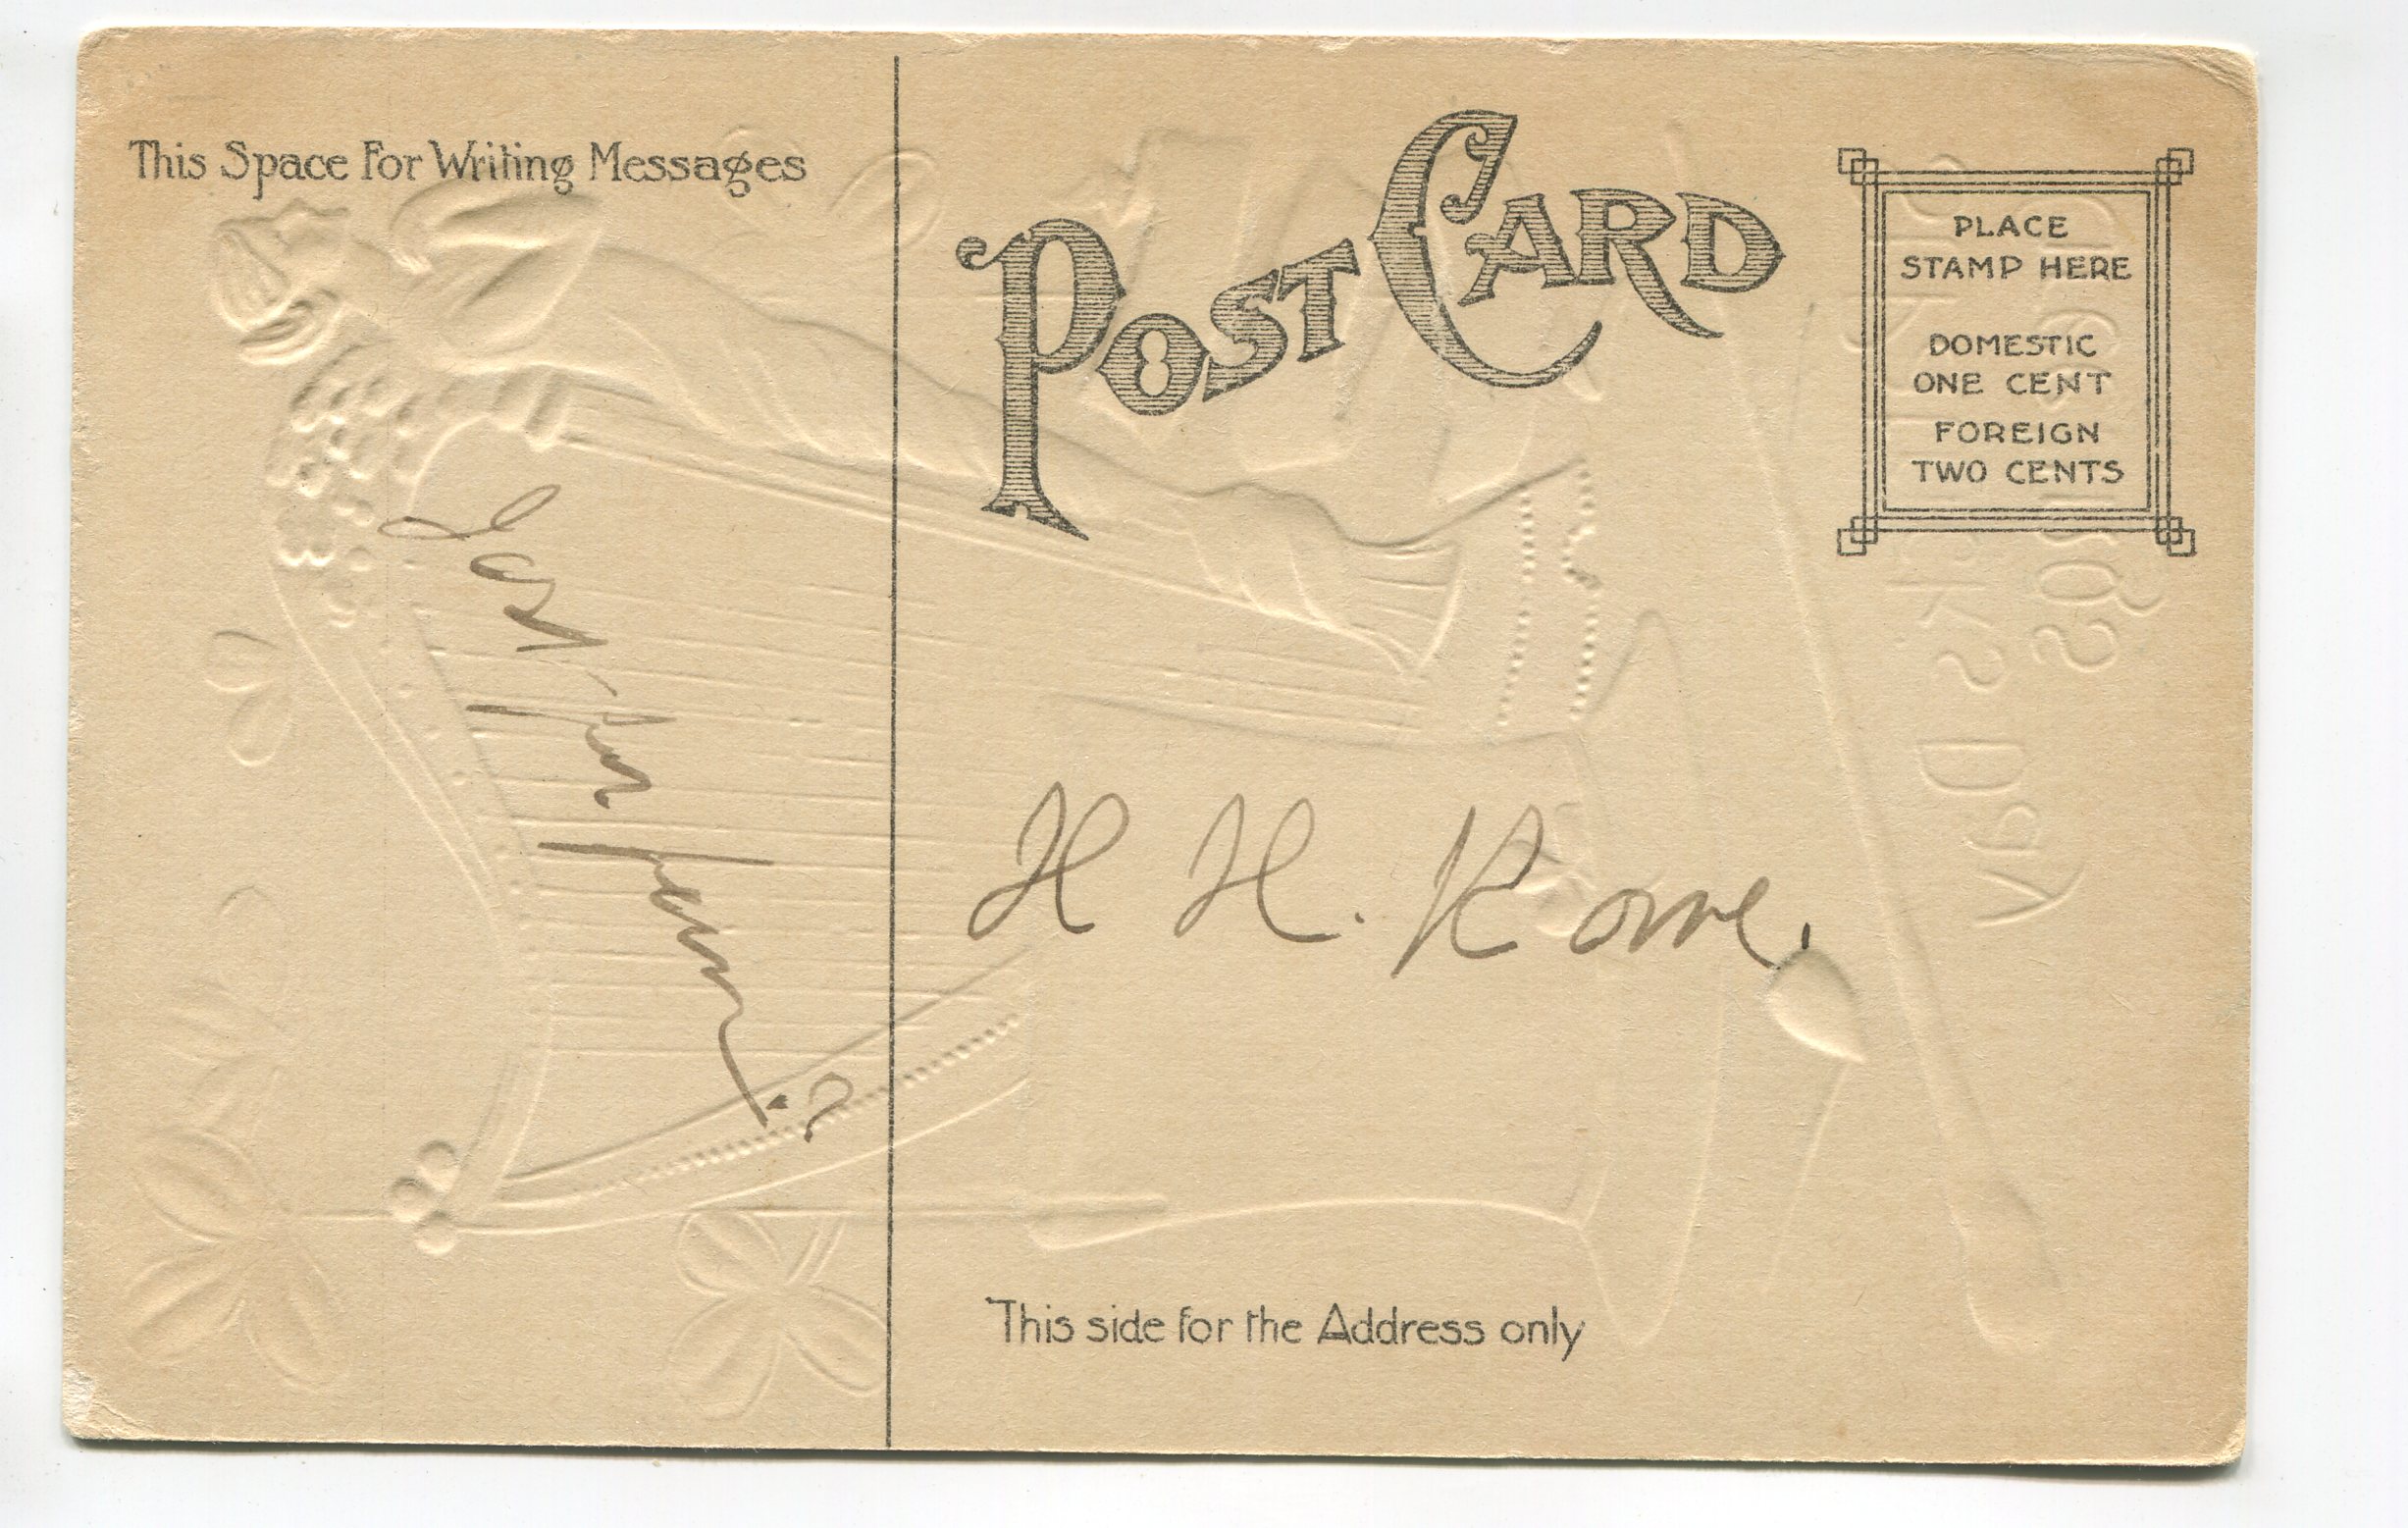 This Space For Writing Messages
POST CARD
PLACE
STAMP HERE
DOMESTIC
ONE CENT
FOREIGN
TWO CENTS
H H. Rowe.
This side for the Address only